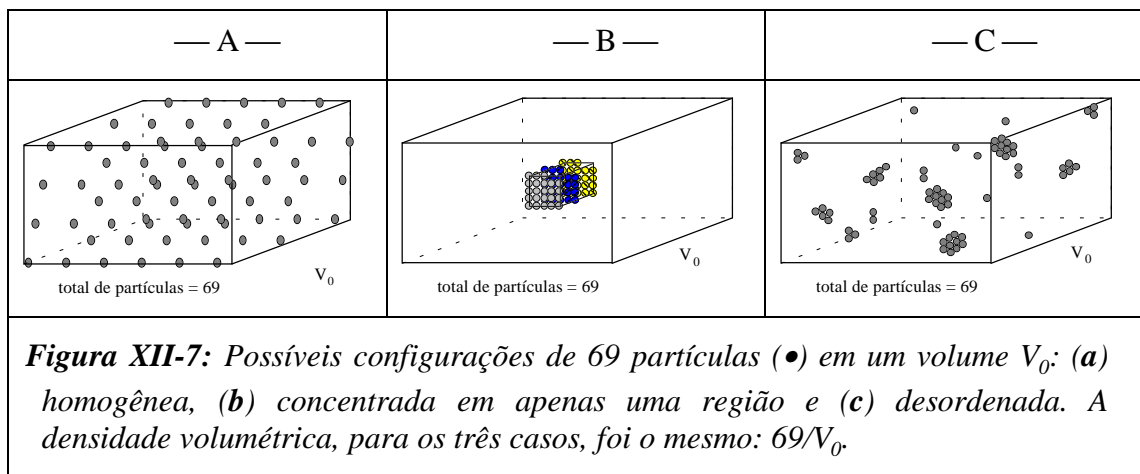 — A —
— B —
— C —
V₀
total de partículas = 69
V₀
total de partículas = 69
V₀
total de partículas = 69
Figura XII-7: Possíveis configurações de 69 partículas (●) em um volume V₀: (a)
homogênea, (b) concentrada em apenas uma região e (c) desordenada. A
densidade volumétrica, para os três casos, foi o mesmo: 69/V₀.